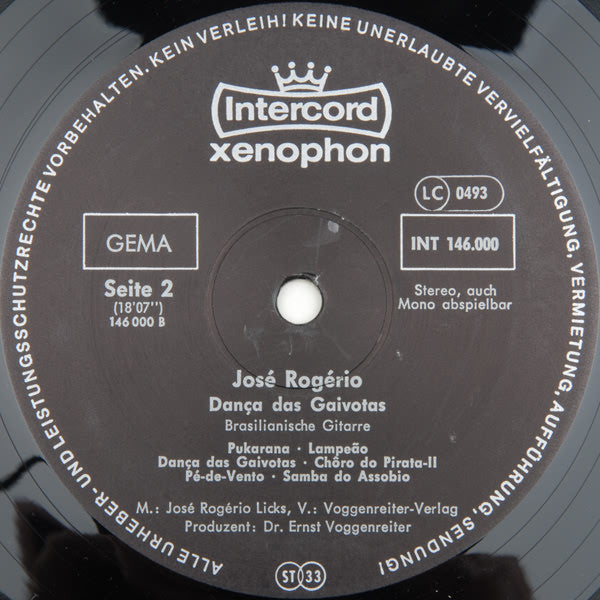 ALLE URHEBER- UND LEISTUNGSSCHUTZRECHTE VORBEHALTEN. KEIN VERLEIH! KEINE UNERLAUBTE VERVIELFÄLTIGUNG, VERMIETUNG, AUFFÜHRUNG, SENDUNG!
Intercord
xenophon
LC 0493
GEMA
INT 146.000
Seite 2
(18'07'')
146 000 B
Stereo, auch
Mono abspielbar
José Rogério
Dança das Gaivotas
Brasilianische Gitarre
Pukarana · Lampeão
Dança das Gaivotas · Chôro do Pirata-II
Pé-de-Vento · Samba do Assobio
M.: José Rogério Licks, V.: Voggenreiter-Verlag
Produzent: Dr. Ernst Voggenreiter
ST 33